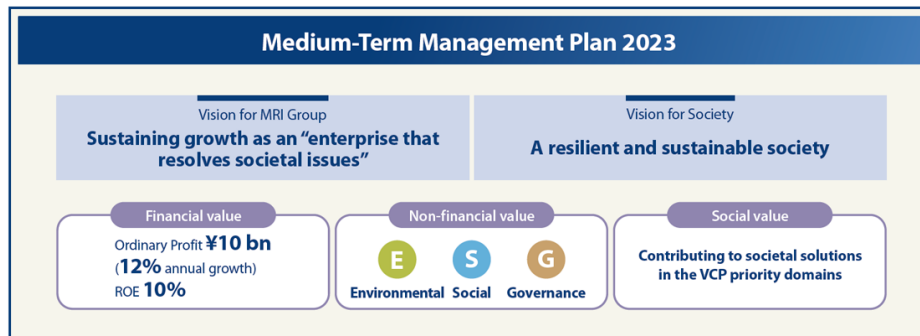 Medium-Term Management Plan 2023
Vision for MRI Group
Sustaining growth as an “enterprise that
resolves societal issues”
Vision for Society
A resilient and sustainable society
Financial value
Ordinary Profit ¥10 bn
(12% annual growth)
ROE 10%
Non-financial value
E S G
Environmental Social Governance
Social value
Contributing to societal solutions
in the VCP priority domains